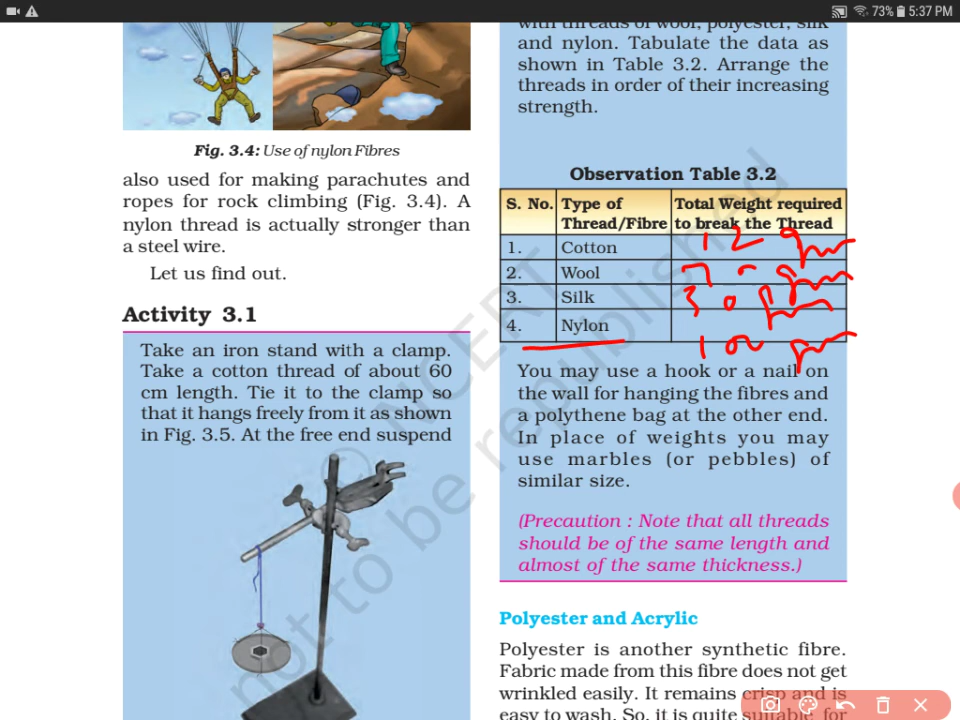 73% 5:37 PM
Fig. 3.4: Use of nylon Fibres
also used for making parachutes and
ropes for rock climbing (Fig. 3.4). A
nylon thread is actually stronger than
a steel wire.
Let us find out.
Activity 3.1
Take an iron stand with a clamp.
Take a cotton thread of about 60
cm length. Tie it to the clamp so
that it hangs freely from it as shown
in Fig. 3.5. At the free end suspend
with threads of wool, polyester, silk
and nylon. Tabulate the data as
shown in Table 3.2. Arrange the
threads in order of their increasing
strength.
Observation Table 3.2
S. No. Type of Thread/Fibre Total Weight required to break the Thread
1. Cotton 12 gm
2. Wool
3. Silk 30 gm
4. Nylon
You may use a hook or a nail on
the wall for hanging the fibres and
a polythene bag at the other end.
In place of weights you may
use marbles (or pebbles) of
similar size.
(Precaution : Note that all threads
should be of the same length and
almost of the same thickness.)
Polyester and Acrylic
Polyester is another synthetic fibre.
Fabric made from this fibre does not get
wrinkled easily. It remains crisp and is
easy to wash. So, it is quite suitable for
© NCERT
not to be republished